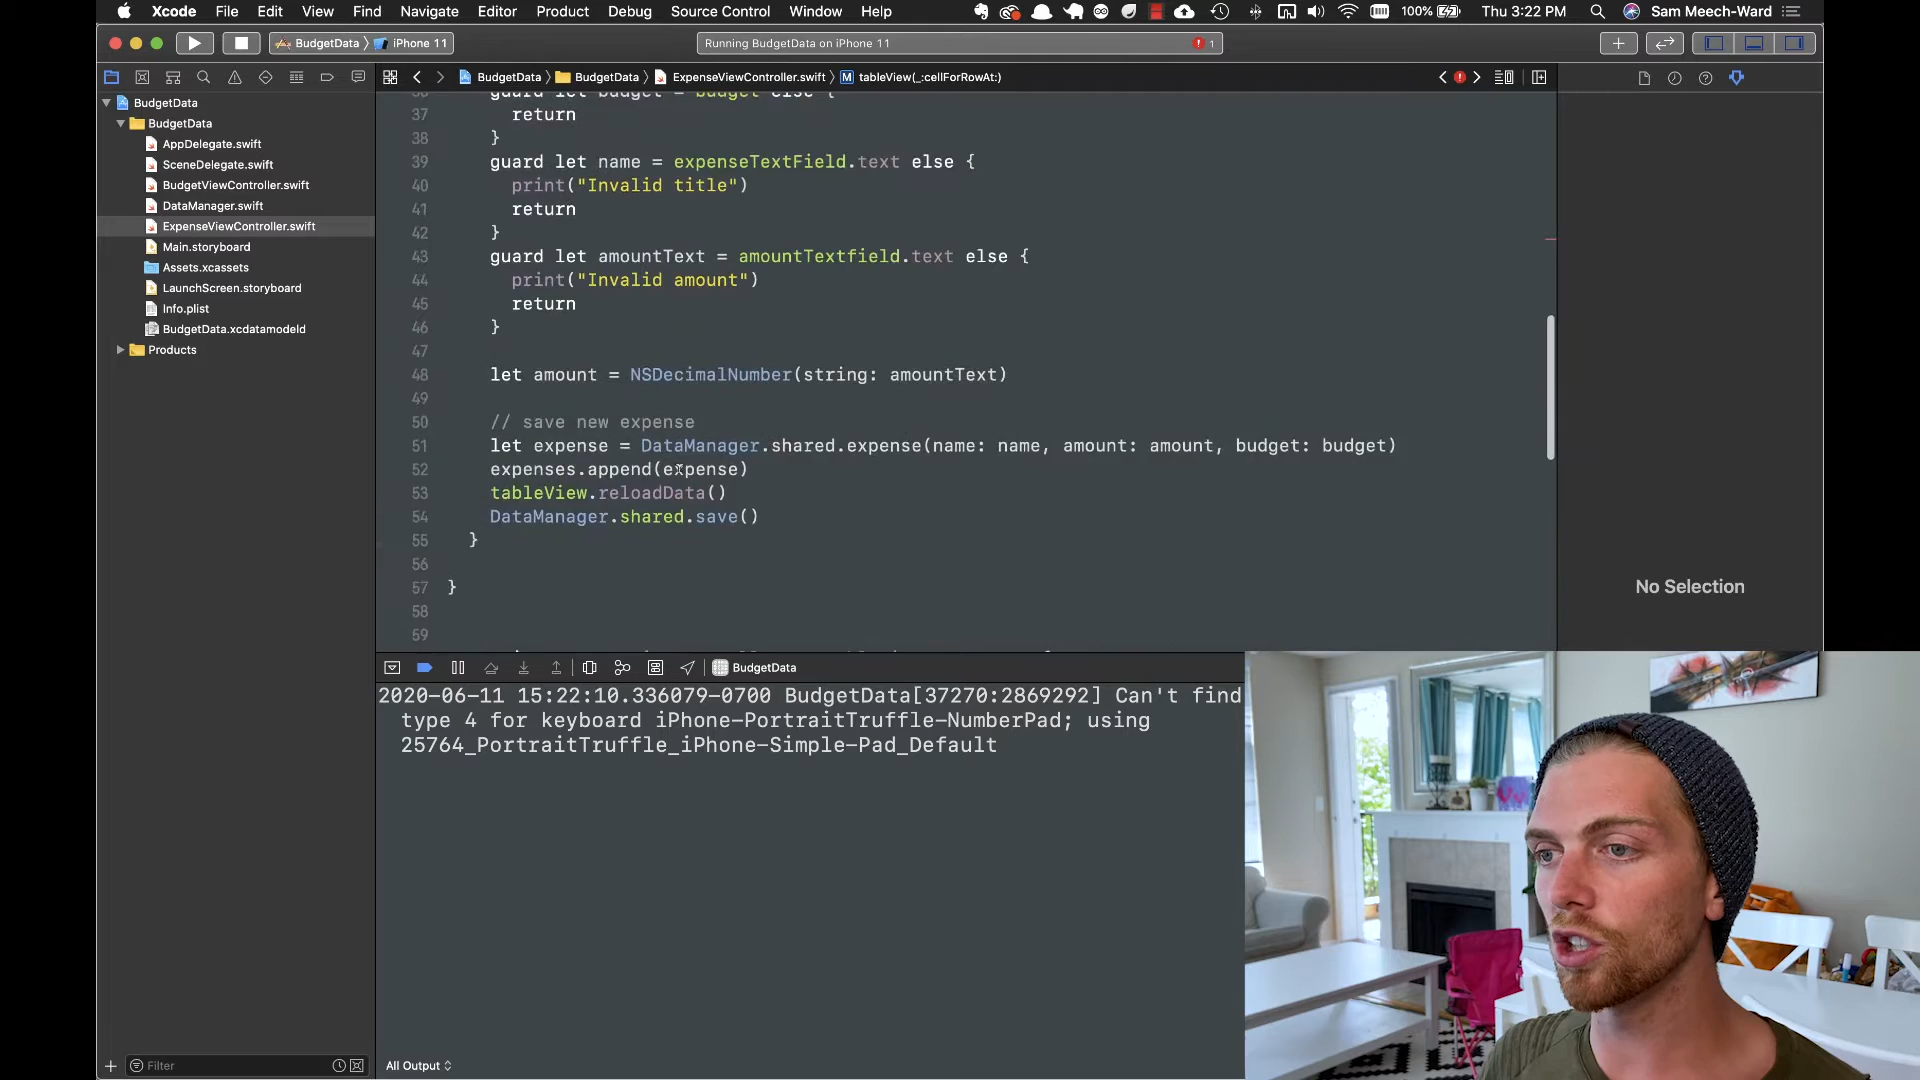 Xcode File Edit View Find Navigate Editor Product Debug Source Control Window Help 100% Thu 3:22 PM Sam Meech-Ward
BudgetData iPhone 11 Running BudgetData on iPhone 11 1
BudgetData BudgetData ExpenseViewController.swift M tableView(_:cellForRowAt:)
BudgetData
BudgetData
AppDelegate.swift
SceneDelegate.swift
BudgetViewController.swift
DataManager.swift
ExpenseViewController.swift
Main.storyboard
Assets.xcassets
LaunchScreen.storyboard
Info.plist
BudgetData.xcdatamodeld
Products
Filter
36 guard let budget = budget else {
37 return
38 }
39 guard let name = expenseTextField.text else {
40 print("Invalid title")
41 return
42 }
43 guard let amountText = amountTextfield.text else {
44 print("Invalid amount")
45 return
46 }
47
48 let amount = NSDecimalNumber(string: amountText)
49
50 // save new expense
51 let expense = DataManager.shared.expense(name: name, amount: amount, budget: budget)
52 expenses.append(expense)
53 tableView.reloadData()
54 DataManager.shared.save()
55 }
56
57 }
58
59
No Selection
BudgetData
2020-06-11 15:22:10.336079-0700 BudgetData[37270:2869292] Can't find
type 4 for keyboard iPhone-PortraitTruffle-NumberPad; using
25764_PortraitTruffle_iPhone-Simple-Pad_Default
All Output